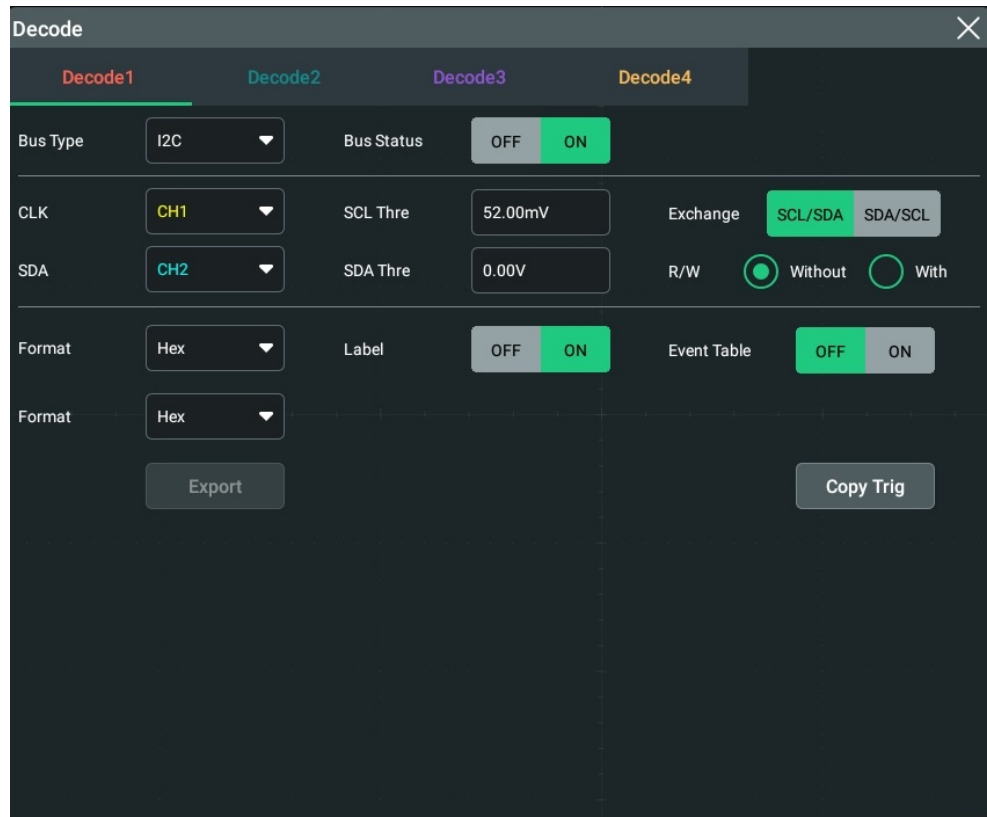 Decode
Decode1 Decode2 Decode3 Decode4
Bus Type I2C Bus Status OFF ON
CLK CH1 SCL Thre 52.00mV Exchange SCL/SDA SDA/SCL
SDA CH2 SDA Thre 0.00V R/W Without With
Format Hex Label OFF ON Event Table OFF ON
Format Hex
Export Copy Trig